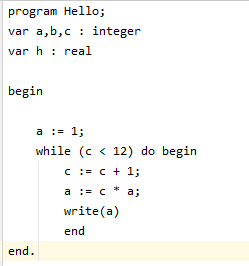 program Hello;
var a,b,c : integer
var h : real
begin
a := 1;
while (c < 12) do begin
c := c + 1;
a := c * a;
write(a)
end
end.